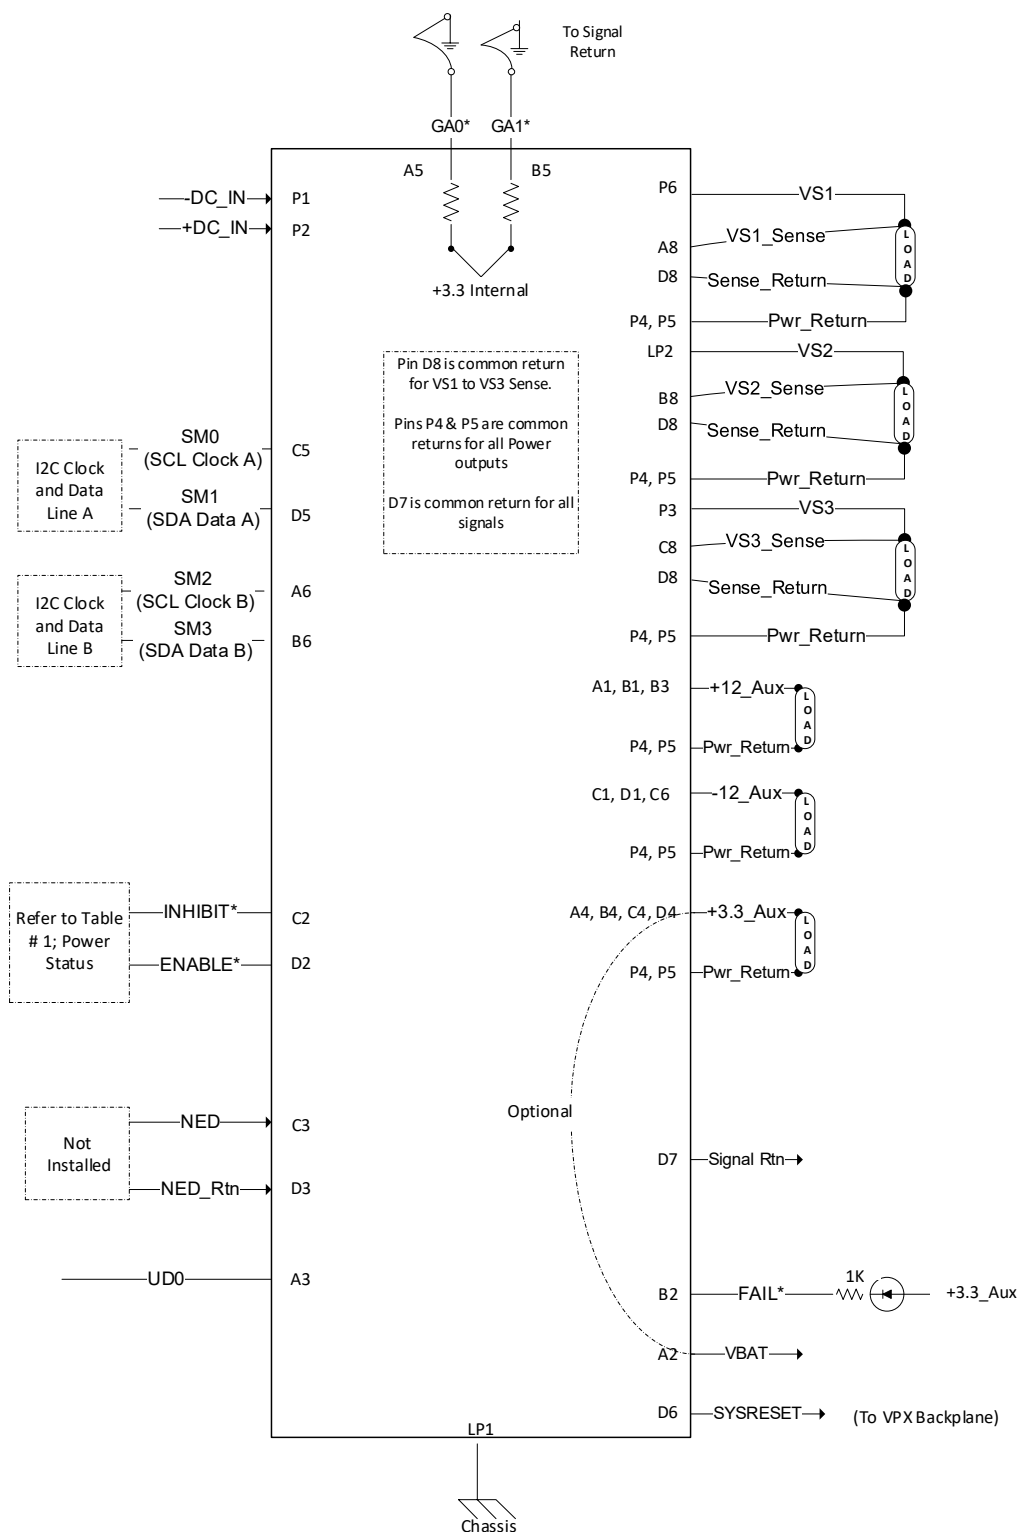 To Signal
Return
GA0*
GA1*
A5
B5
-DC_IN
P1
+DC_IN
P2
+3.3 Internal
P6
VS1
A8
VS1_Sense
D8
Sense_Return
P4, P5
Pwr_Return
LOAD
LP2
VS2
B8
VS2_Sense
D8
Sense_Return
P4, P5
Pwr_Return
LOAD
P3
VS3
C8
VS3_Sense
D8
Sense_Return
P4, P5
Pwr_Return
LOAD
Pin D8 is common return
for VS1 to VS3 Sense.
Pins P4 & P5 are common
returns for all Power
outputs
D7 is common return for all
signals
I2C Clock
and Data
Line A
SM0
(SCL Clock A)
C5
SM1
(SDA Data A)
D5
I2C Clock
and Data
Line B
SM2
(SCL Clock B)
A6
SM3
(SDA Data B)
B6
A1, B1, B3
+12_Aux
P4, P5
Pwr_Return
LOAD
C1, D1, C6
-12_Aux
P4, P5
Pwr_Return
LOAD
Refer to Table
# 1; Power
Status
INHIBIT*
C2
ENABLE*
D2
A4, B4, C4, D4
+3.3_Aux
P4, P5
Pwr_Return
LOAD
Optional
Not
Installed
NED
C3
NED_Rtn
D3
D7
Signal Rtn
UD0
A3
B2
FAIL*
1K
+3.3_Aux
A2
VBAT
D6
SYSRESET
(To VPX Backplane)
LP1
Chassis